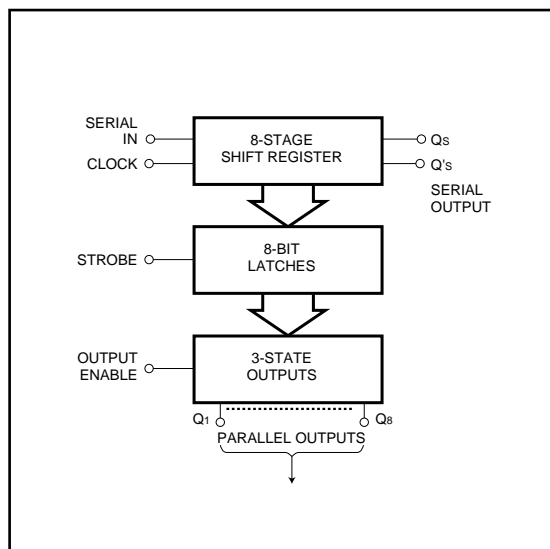 SERIAL
IN
8-STAGE
SHIFT REGISTER
QS
CLOCK
Q'S
SERIAL
OUTPUT
STROBE
8-BIT
LATCHES
OUTPUT
ENABLE
3-STATE
OUTPUTS
Q1
Q8
PARALLEL OUTPUTS